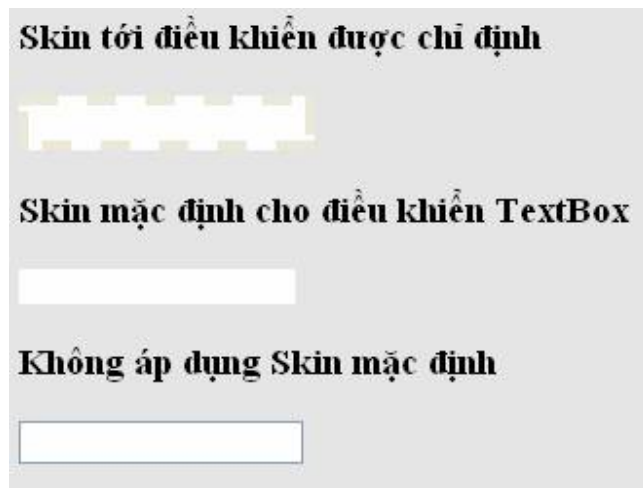 Skin tới điều khiển được chỉ định
Skin mặc định cho điều khiển TextBox
Không áp dụng Skin mặc định